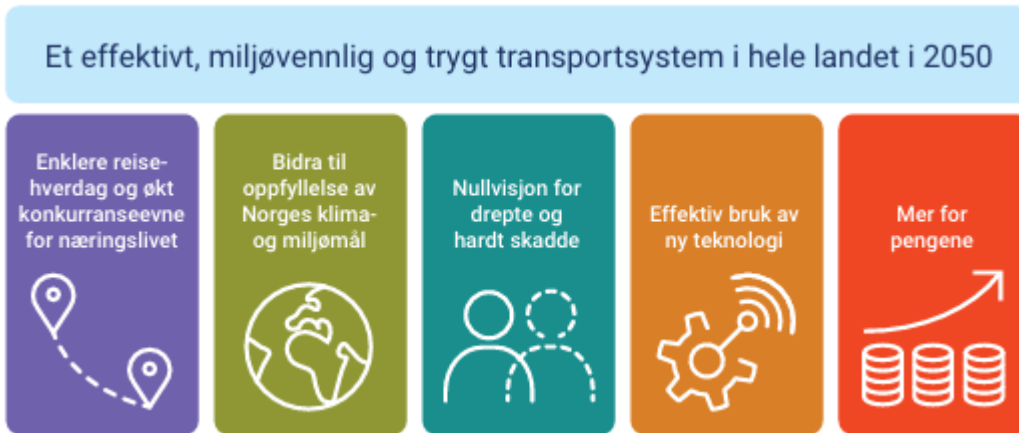 Et effektivt, miljøvennlig og trygt transportsystem i hele landet i 2050
Enklere reise-
hverdag og økt
konkurranseevne
for næringslivet
Bidra til
oppfyllelse av
Norges klima-
og miljømål
Nullvisjon for
drepte og
hardt skadde
Effektiv bruk av
ny teknologi
Mer for
pengene